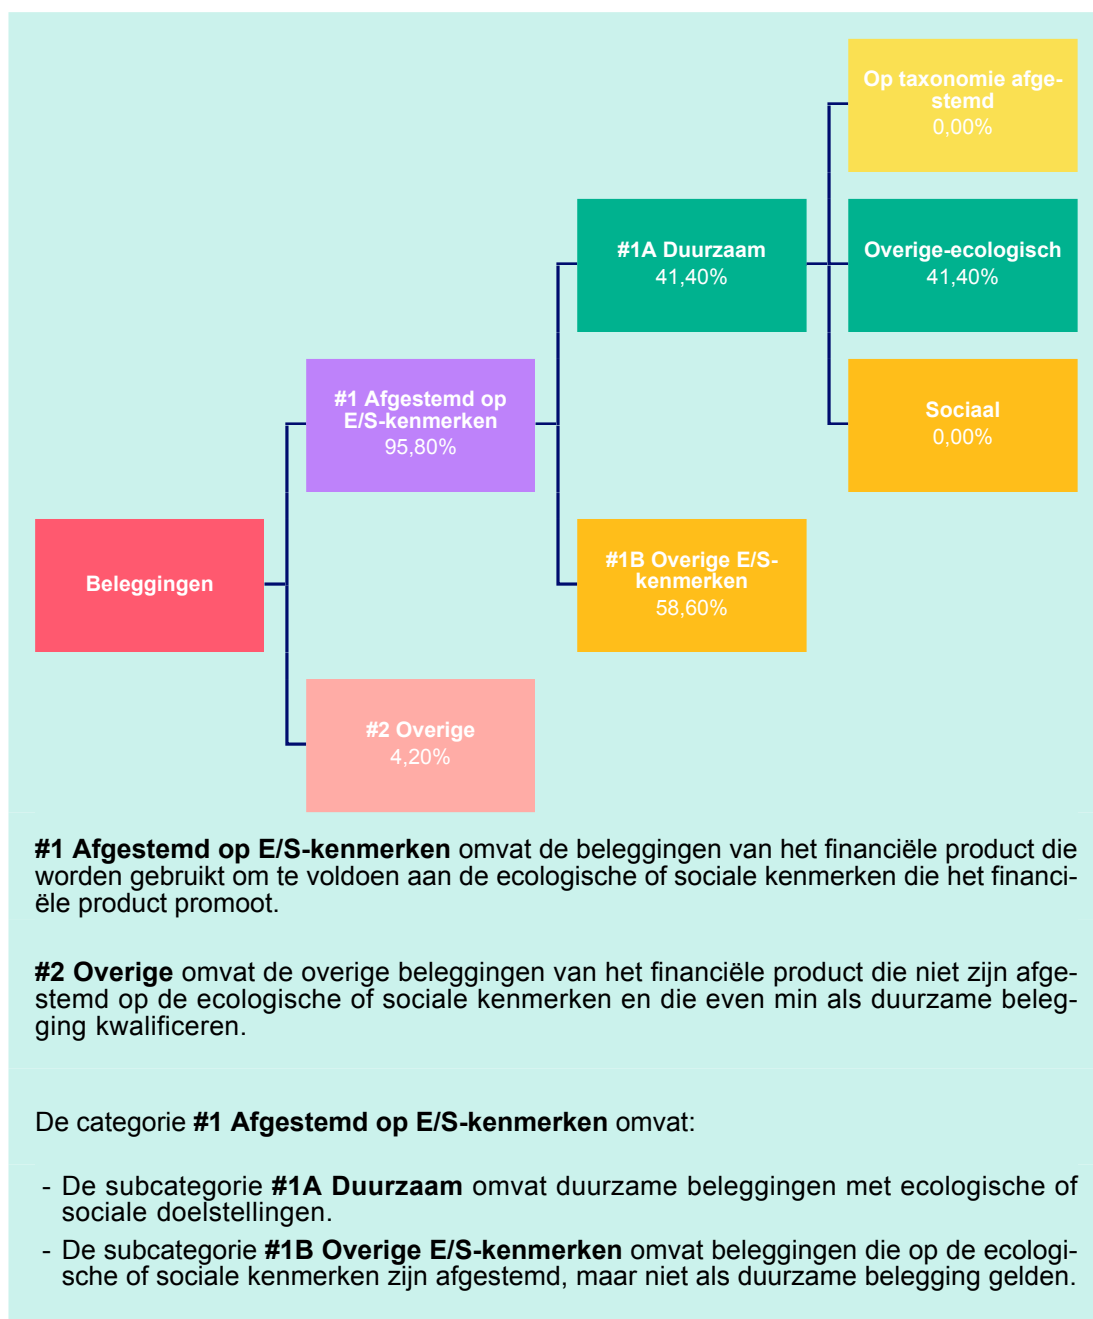 Op taxonomie afge-
stemd
0,00%
#1A Duurzaam
41,40%
Overige-ecologisch
41,40%
#1 Afgestemd op
E/S-kenmerken
95,80%
Sociaal
0,00%
Beleggingen
#1B Overige E/S-
kenmerken
58,60%
#2 Overige
4,20%
#1 Afgestemd op E/S-kenmerken omvat de beleggingen van het financiële product die
worden gebruikt om te voldoen aan de ecologische of sociale kenmerken die het financi-
ële product promoot.
#2 Overige omvat de overige beleggingen van het financiële product die niet zijn afge-
stemd op de ecologische of sociale kenmerken en die even min als duurzame beleg-
ging kwalificeren.
De categorie #1 Afgestemd op E/S-kenmerken omvat:
- De subcategorie #1A Duurzaam omvat duurzame beleggingen met ecologische of
sociale doelstellingen.
- De subcategorie #1B Overige E/S-kenmerken omvat beleggingen die op de ecologi-
sche of sociale kenmerken zijn afgestemd, maar niet als duurzame belegging gelden.